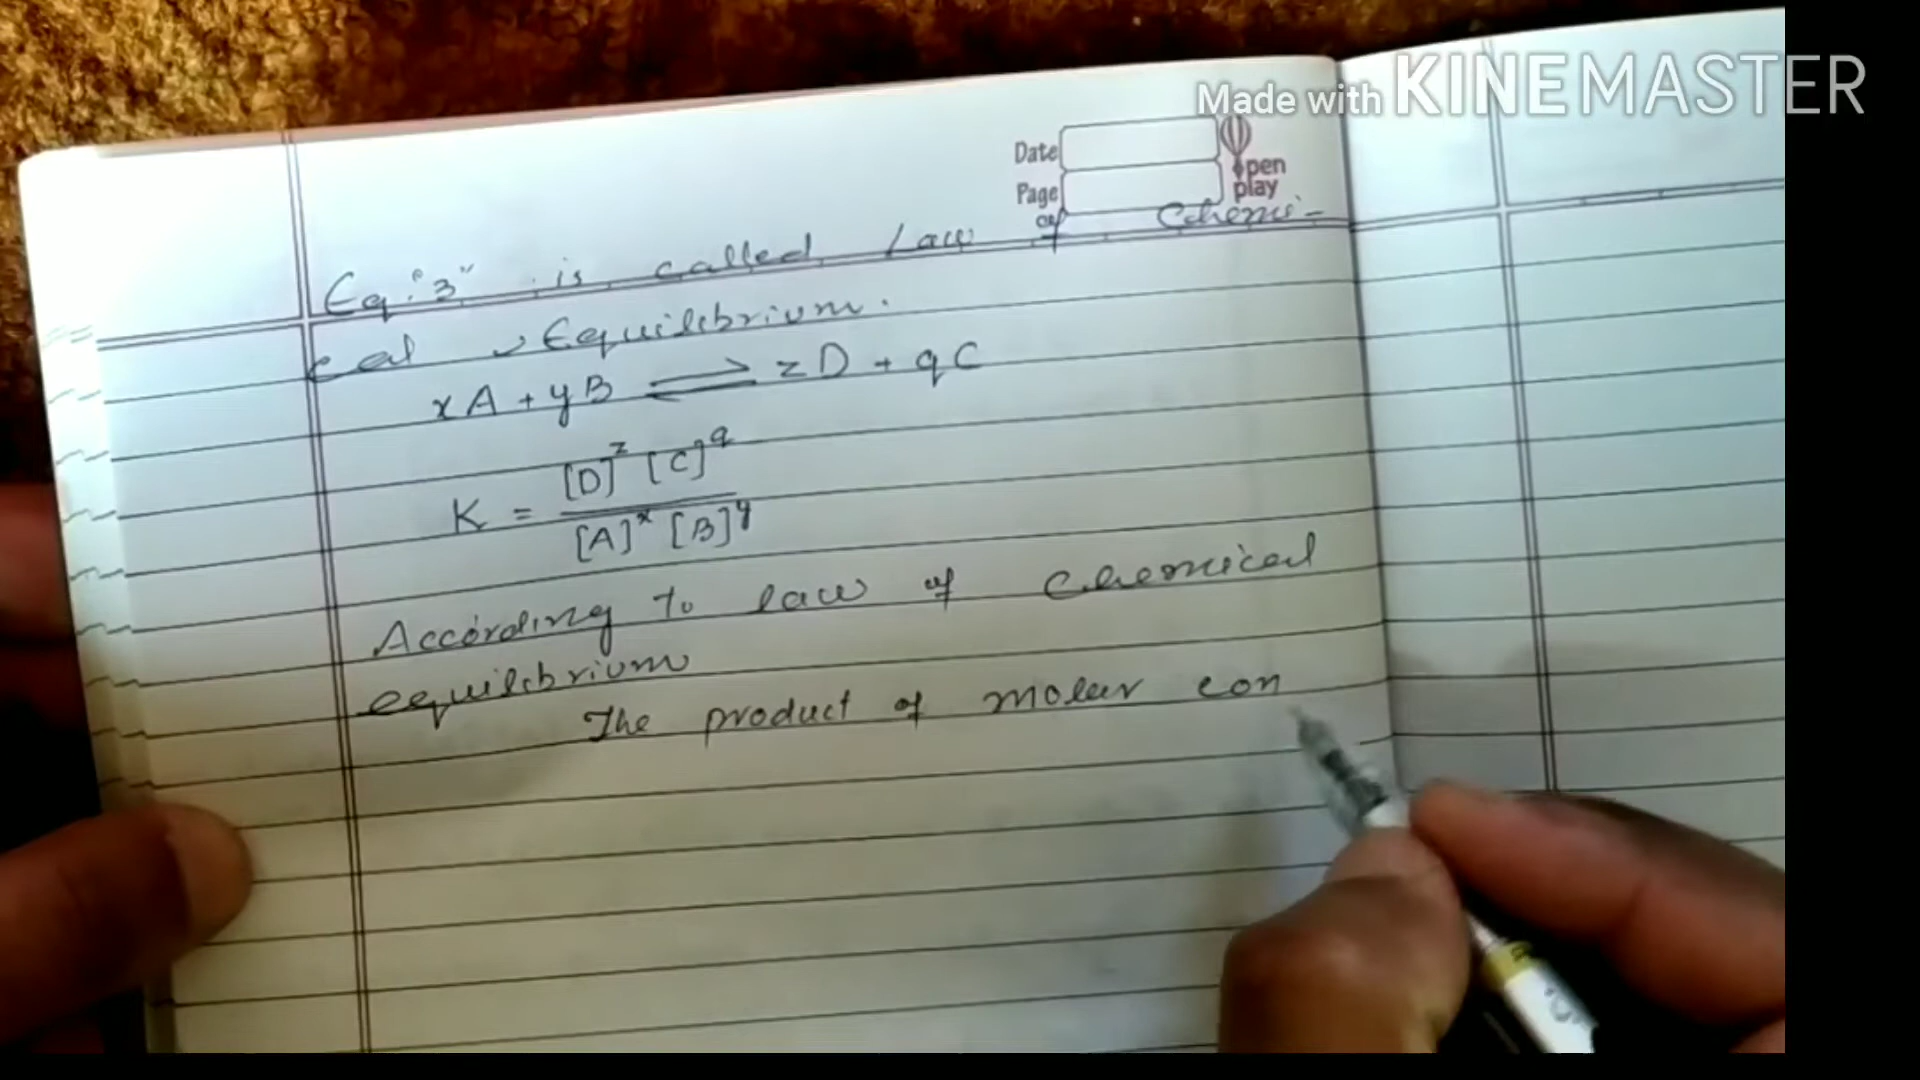 Made with KINEMASTER
Date
Page
pen
play
Eq. "3" is called Law of Chemi-
cal Equilibrium.
xA + yB ⇌ zD + qC
K = [D]^z [C]^q / [A]^x [B]^y
According to law of Chemical
equilibrium
The product of molar con